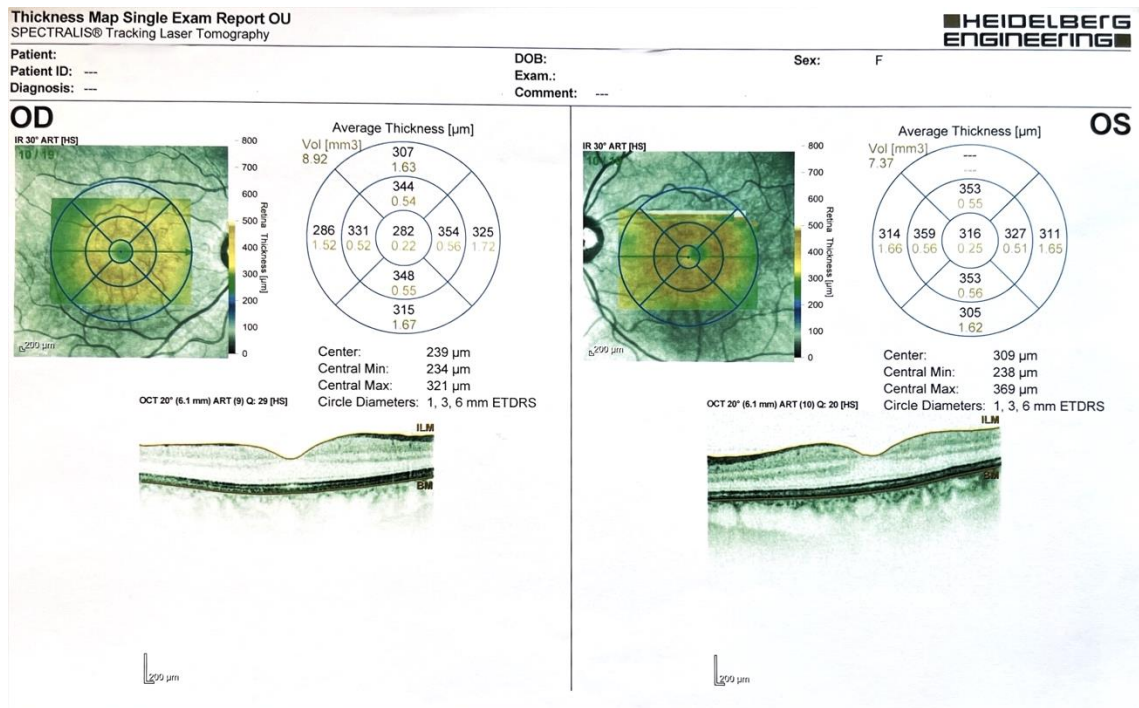 Thickness Map Single Exam Report OU
SPECTRALIS® Tracking Laser Tomography
HEIDELBERG
ENGINEERING
Patient:
Patient ID: ---
Diagnosis: ---
DOB:
Exam.:
Comment: ---
Sex: F
OD
IR 30° ART [HS]
10 / 19
800
700
600
500
400
300
200
100
0
Retina Thickness [µm]
200 µm
Average Thickness [µm]
Vol [mm3]
8.92
307
1.63
344
0.54
286 331 282 354 325
1.52 0.52 0.22 0.56 1.72
348
0.55
315
1.67
Center: 239 µm
Central Min: 234 µm
Central Max: 321 µm
Circle Diameters: 1, 3, 6 mm ETDRS
OCT 20° (6.1 mm) ART (9) Q: 29 [HS]
ILM
BM
200 µm
OS
IR 30° ART [HS]
800
700
600
500
400
300
200
100
0
Retina Thickness [µm]
200 µm
Average Thickness [µm]
Vol [mm3]
7.37
---
---
353
0.55
314 359 316 327 311
1.66 0.56 0.25 0.51 1.65
353
0.56
305
1.62
Center: 309 µm
Central Min: 238 µm
Central Max: 369 µm
Circle Diameters: 1, 3, 6 mm ETDRS
OCT 20° (6.1 mm) ART (10) Q: 20 [HS]
ILM
BM
200 µm